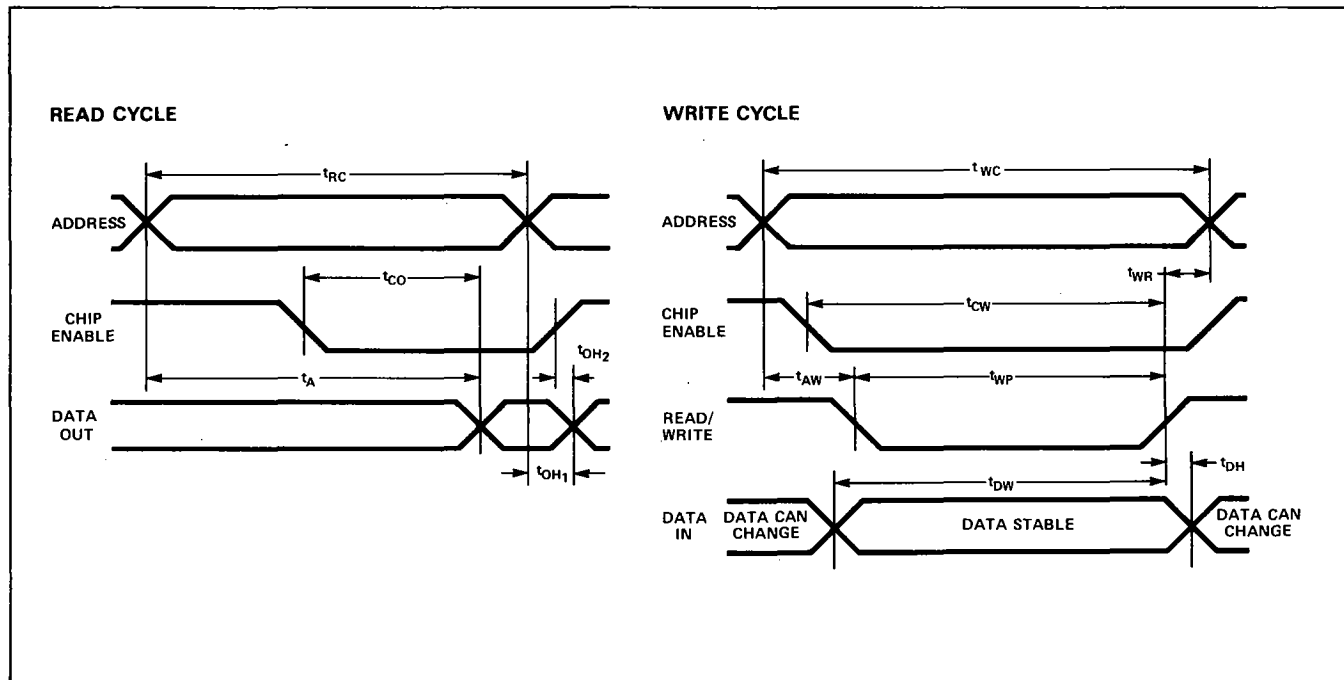 READ CYCLE
tRC
ADDRESS
tCO
CHIP
ENABLE
tOH2
tA
DATA
OUT
tOH1
WRITE CYCLE
tWC
ADDRESS
tWR
tCW
CHIP
ENABLE
tAW
tWP
READ/
WRITE
tDH
tDW
DATA
IN
DATA CAN
CHANGE
DATA STABLE
DATA CAN
CHANGE